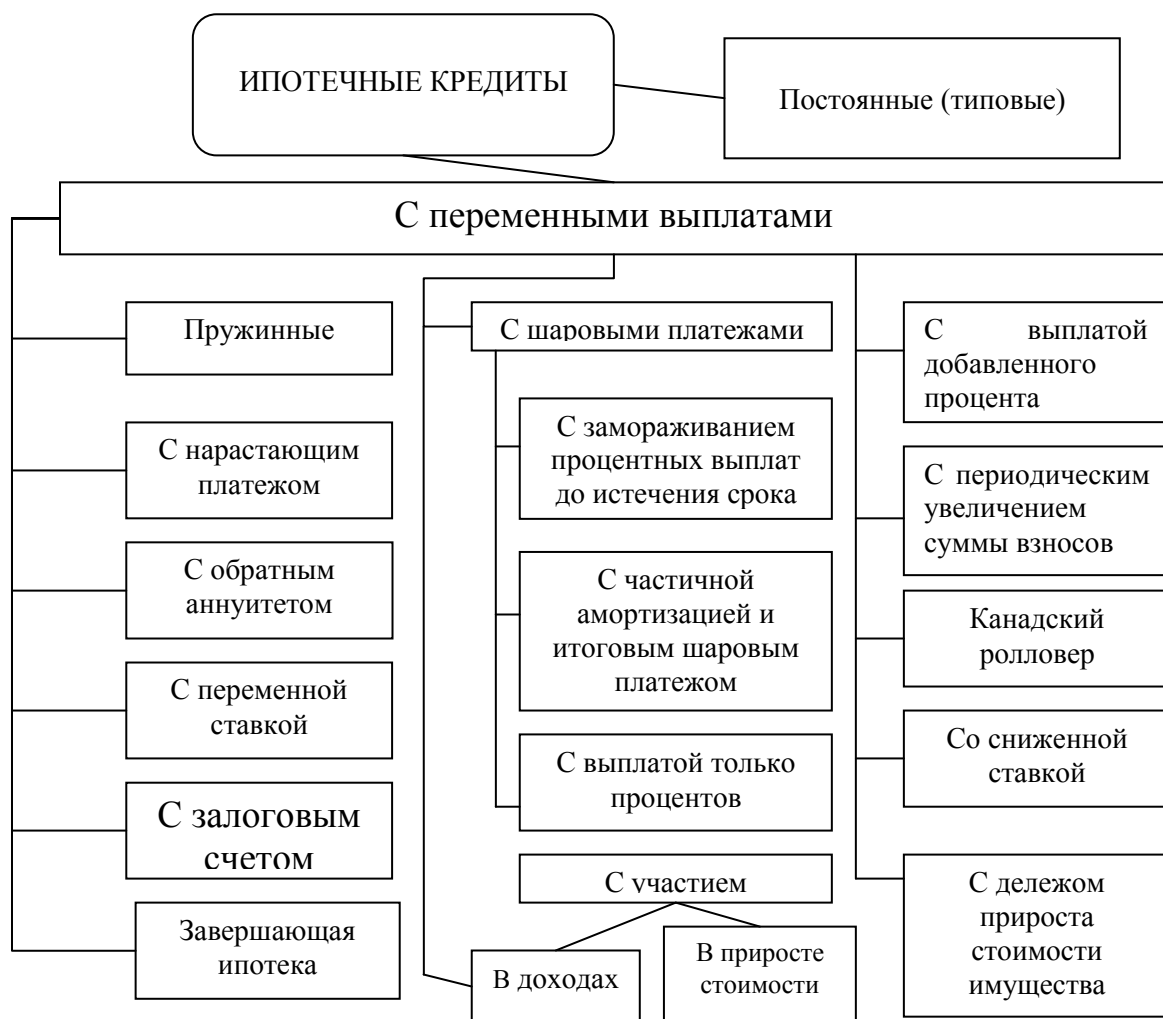 ИПОТЕЧНЫЕ КРЕДИТЫ
Постоянные (типовые)
С переменными выплатами
Пружинные
С нарастающим
платежом
С обратным
аннуитетом
С переменной
ставкой
С залоговым
счетом
Завершающая
ипотека
С шаровыми платежами
С замораживанием
процентных выплат
до истечения срока
С частичной
амортизацией и
итоговым шаровым
платежом
С выплатой только
процентов
С участием
В доходах
В приросте
стоимости
С выплатой
добавленного
процента
С периодическим
увеличением
суммы взносов
Канадский
ролловер
Со сниженной
ставкой
С дележом
прироста
стоимости
имущества